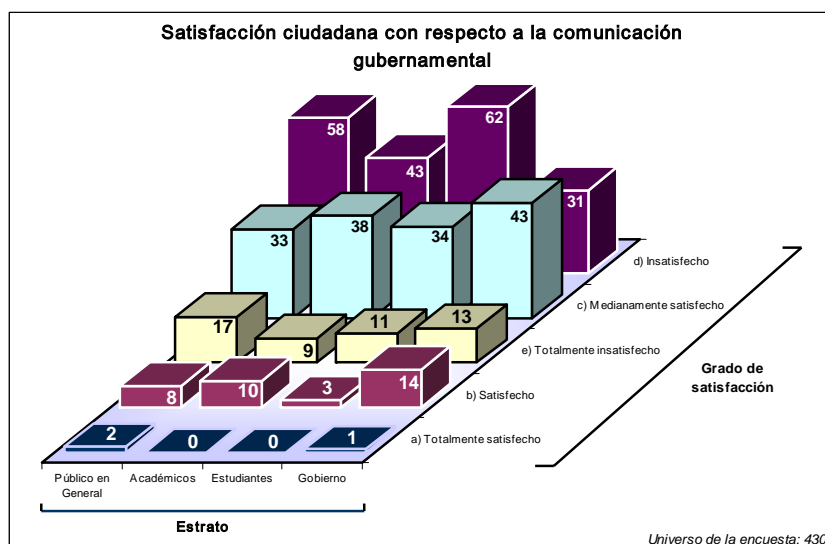 Satisfacción ciudadana con respecto a la comunicación
gubernamental
58 43 62 31
33 38 34 43
17 9 11 13
8 10 3 14
2 0 0 1
d) Insatisfecho
c) Medianamente satisfecho
e) Totalmente insatisfecho
b) Satisfecho
a) Totalmente satisfecho
Grado de
satisfacción
Público en
General
Académicos
Estudiantes
Gobierno
Estrato
Universo de la encuesta: 430